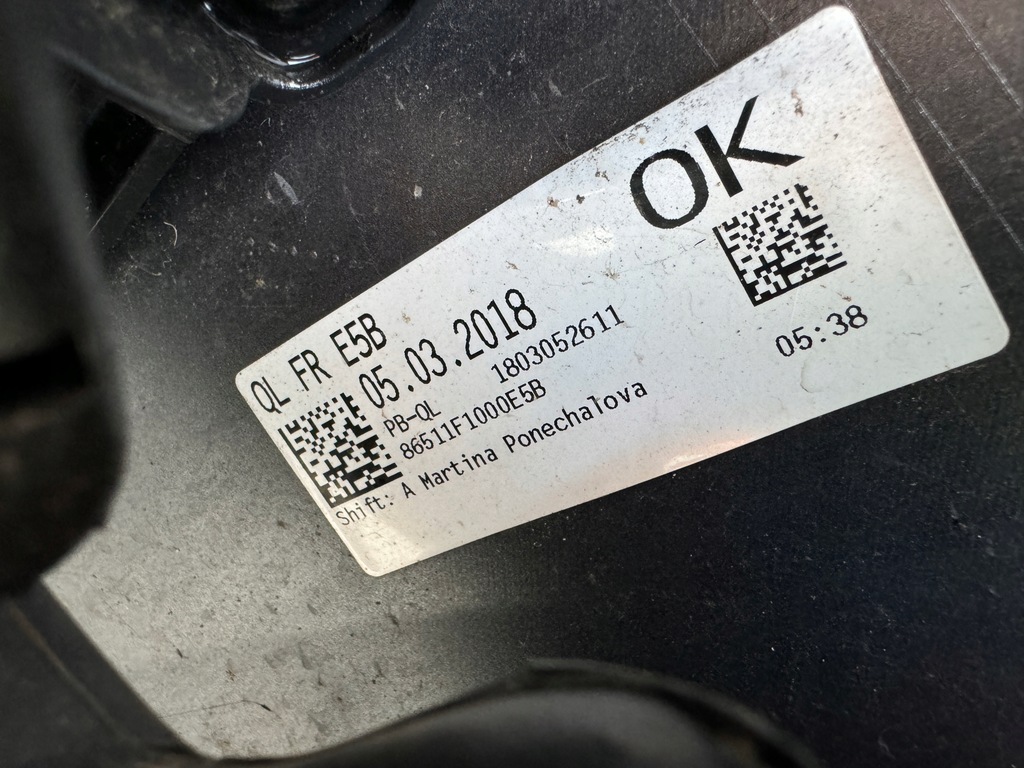 OK
QL FR E5B
05.03.2018
PB-QL 1803052611
86511F1000E5B
05:38
Shift: A Martina Ponechalova